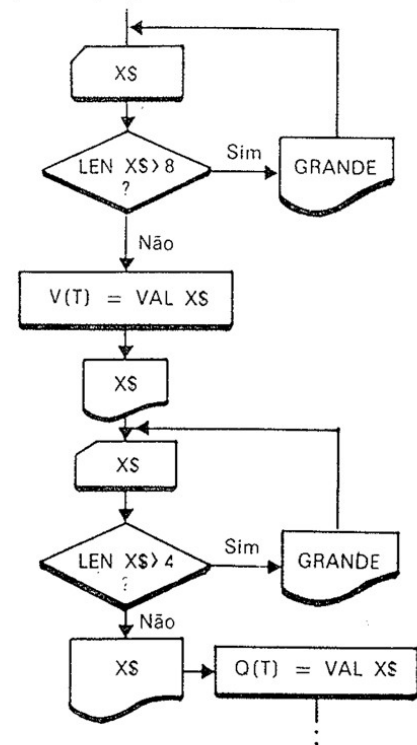 X$
LEN X$>8
?
Sim
GRANDE
Não
V(T) = VAL X$
X$
X$
LEN X$>4
?
Sim
GRANDE
Não
X$
Q(T) = VAL X$